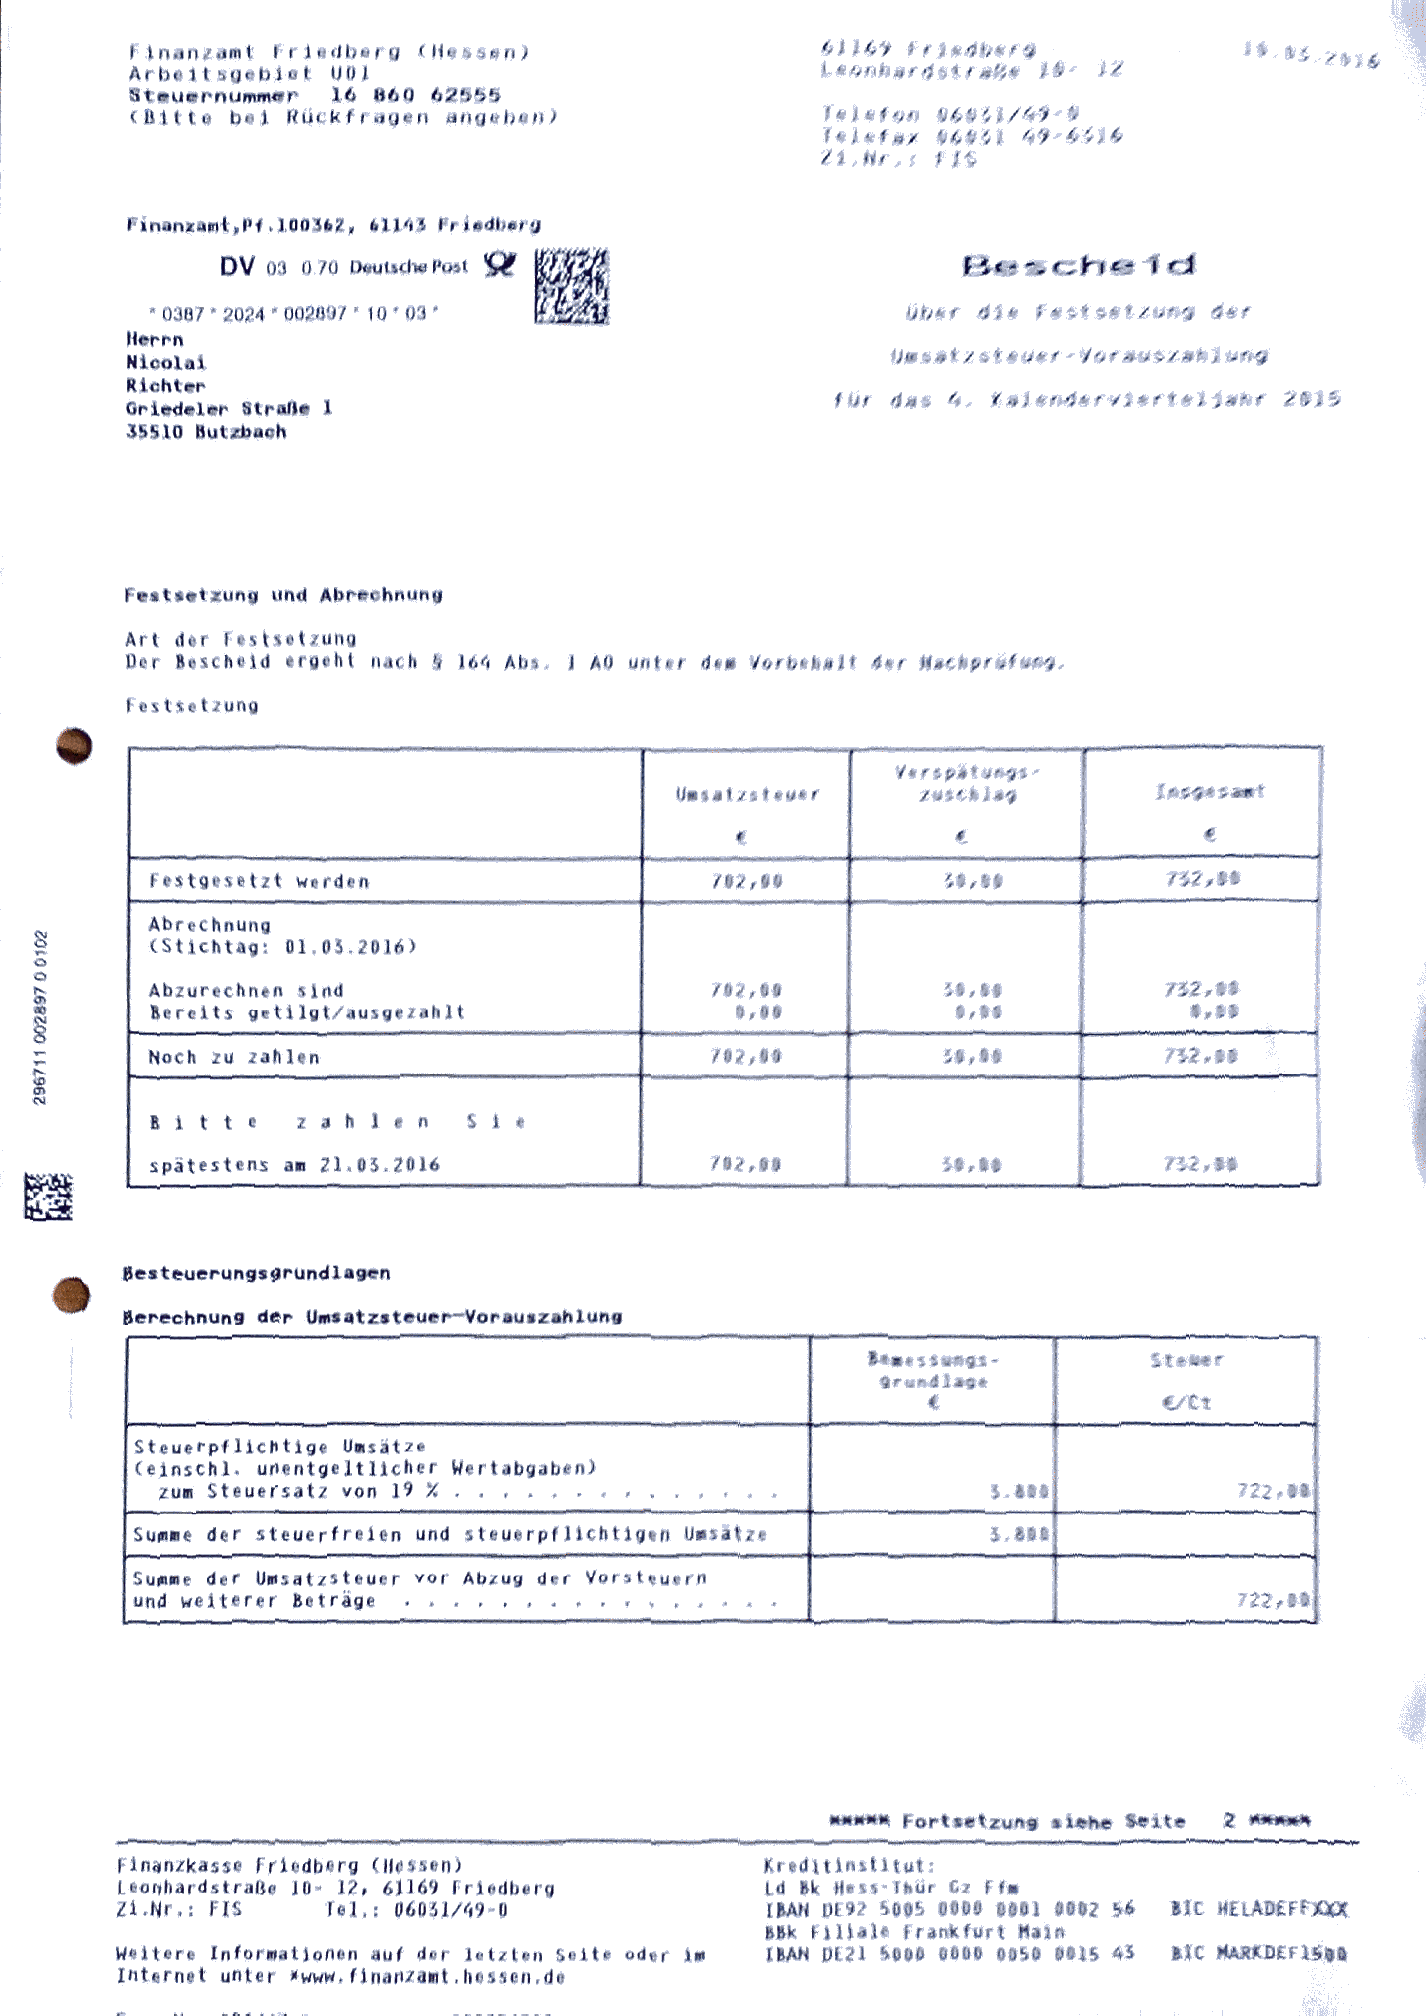 Finanzamt Friedberg (Hessen)
Arbeitsgebiet U01
Steuernummer 16 860 62555
(Bitte bei Rückfragen angeben)
61169 Friedberg
Leonhardstraße 10- 12
.03.2016
Telefon 06031/49-0
Telefax 06031 49-6316
Zi.Nr.: FIS
Finanzamt,Pf.100362, 61143 Friedberg
DV 03 0.70 Deutsche Post
* 0387 * 2024 * 002897 * 10 * 03 *
Herrn
Nicolai
Richter
Griedeler Straße 1
35510 Butzbach
Bescheid
über die Festsetzung der
Umsatzsteuer-Vorauszahlung
für das 4. Kalendervierteljahr 2015
Festsetzung und Abrechnung
Art der Festsetzung
Der Bescheid ergeht nach § 164 Abs. 1 AO unter dem Vorbehalt der Nachprüfung.
Festsetzung
Umsatzsteuer
€
Verspätungs-
zuschlag
€
Insgesamt
€
Festgesetzt werden 702,00 30,00 732,00
Abrechnung
(Stichtag: 01.03.2016)
Abzurechnen sind 702,00 30,00 732,00
Bereits getilgt/ausgezahlt 0,00 0,00 0,00
Noch zu zahlen 702,00 30,00 732,00
Bitte zahlen Sie
spätestens am 21.03.2016 702,00 30,00 732,00
296711 002897 0 0102
Besteuerungsgrundlagen
Berechnung der Umsatzsteuer-Vorauszahlung
Bemessungs-
grundlage
€
Steuer
€/Ct
Steuerpflichtige Umsätze
(einschl. unentgeltlicher Wertabgaben)
zum Steuersatz von 19 % . . . . . . . . . . . . . . 3.800 722,00
Summe der steuerfreien und steuerpflichtigen Umsätze 3.800
Summe der Umsatzsteuer vor Abzug der Vorsteuern
und weiterer Beträge . . . . . . . . . . . . . . . . 722,00
***** Fortsetzung siehe Seite 2 *****
Finanzkasse Friedberg (Hessen)
Leonhardstraße 10- 12, 61169 Friedberg
Zi.Nr.: FIS Tel.: 06031/49-0
Weitere Informationen auf der letzten Seite oder im
Internet unter *www.finanzamt.hessen.de
Kreditinstitut:
Ld Bk Hess-Thür Gz Ffm
IBAN DE92 5005 0000 0001 0002 56 BIC HELADEFFXXX
BBk Filiale Frankfurt Main
IBAN DE21 5000 0000 0050 0015 43 BIC MARKDEF1500